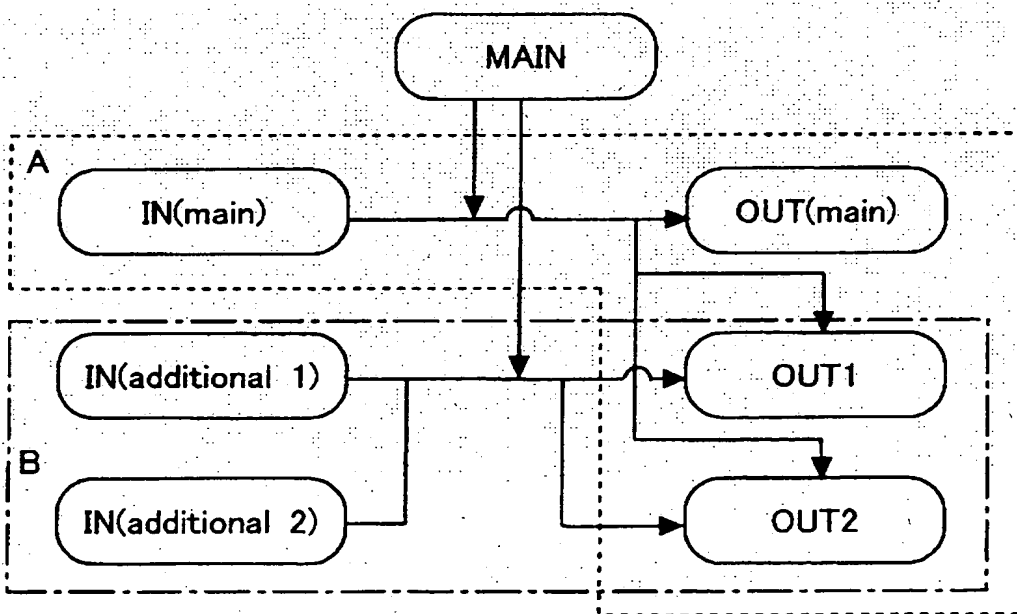 MAIN
A
IN(main)
OUT(main)
IN(additional 1)
OUT1
B
IN(additional 2)
OUT2